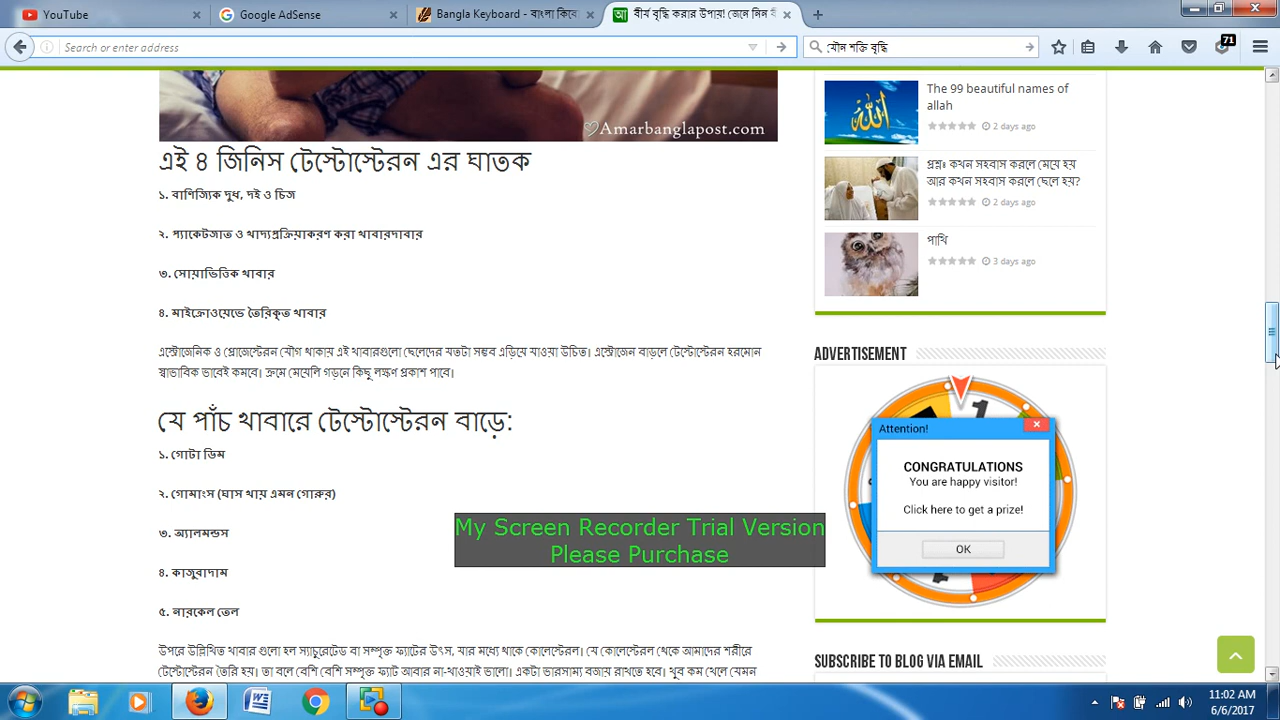 YouTube
Google AdSense
Bangla Keyboard - বাংলা কিবো
বীর্য বৃদ্ধি করার উপায়! জেনে নিন বী
Search or enter address
যৌন শক্তি বৃদ্ধি
71
Amarbanglapost.com
এই ৪ জিনিস টেস্টোস্টেরন এর ঘাতক
১. বাণিজ্যিক দুধ, দই ও চিজ
২. প্যাকেটজাত ও খাদ্যপ্রক্রিয়াকরণ করা খাবারদাবার
৩. সোয়াভিত্তিক খাবার
৪. মাইক্রোওয়েভে তৈরিকৃত খাবার
এস্ট্রোজেনিক ও প্রোজেস্টেরন যৌগ থাকায় এই খাবারগুলো ছেলেদের যতটা সম্ভব এড়িয়ে যাওয়া উচিত। এস্ট্রোজেন বাড়লে টেস্টোস্টেরন হরমোন
স্বাভাবিক ভাবেই কমবে। ক্রমে মেয়েলি গড়নে কিছু লক্ষণ প্রকাশ পাবে।
যে পাঁচ খাবারে টেস্টোস্টেরন বাড়ে:
১. গোটা ডিম
২. গোমাংস (ঘাস খায় এমন গোরুর)
৩. অ্যালমন্ডস
৪. কাজুবাদাম
৫. নারকেল তেল
উপরে উল্লিখিত খাবার গুলো হল স্যাচুরেটেড বা সম্পৃক্ত ফ্যাটের উৎস, যার মধ্যে থাকে কোলেস্টেরল। যে কোলেস্টেরল থেকে আমাদের শরীরে
টেস্টোস্টেরন তৈরি হয়। তা বলে বেশি বেশি সম্পৃক্ত ফ্যাট আবার না-খাওয়াই ভালো। একটা ভারসাম্য বজায় রাখতে হবে। খুব কম খেলে যেমন
The 99 beautiful names of
allah
2 days ago
প্রশ্নঃ কখন সহবাস করলে মেয়ে হয়
আর কখন সহবাস করলে ছেলে হয়?
2 days ago
পাখি
3 days ago
ADVERTISEMENT
1
Attention!
CONGRATULATIONS
You are happy visitor!
Click here to get a prize!
OK
SUBSCRIBE TO BLOG VIA EMAIL
My Screen Recorder Trial Version
Please Purchase
11:02 AM
6/6/2017